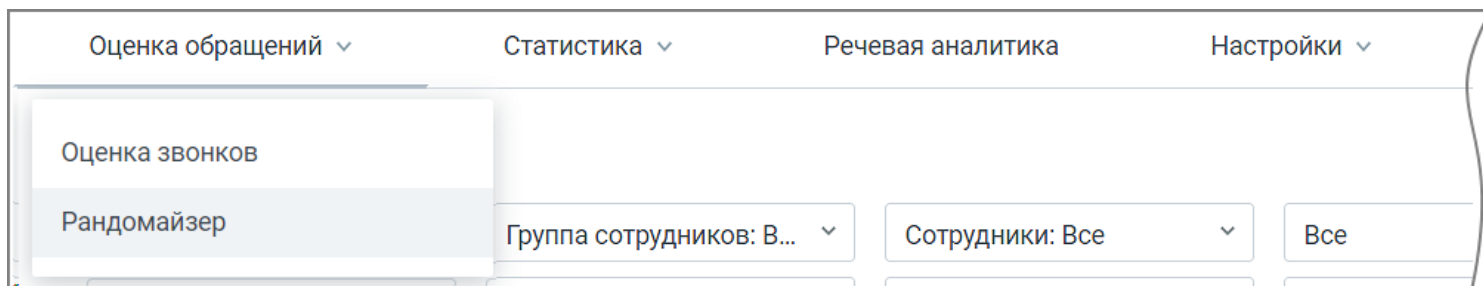 Оценка обращений Статистика Речевая аналитика Настройки
Оценка звонков
Рандомайзер
Группа сотрудников: В... Сотрудники: Все Все